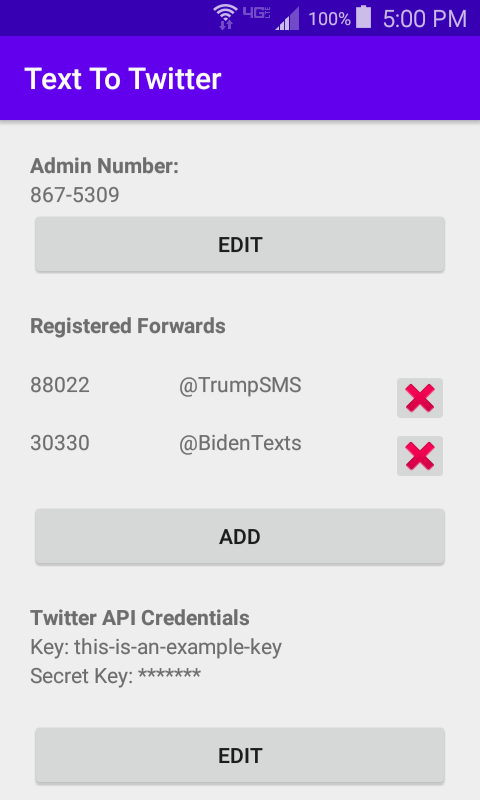 4G 100% 5:00 PM
Text To Twitter
Admin Number:
867-5309
EDIT
Registered Forwards
88022 @TrumpSMS
30330 @BidenTexts
ADD
Twitter API Credentials
Key: this-is-an-example-key
Secret Key: *******
EDIT